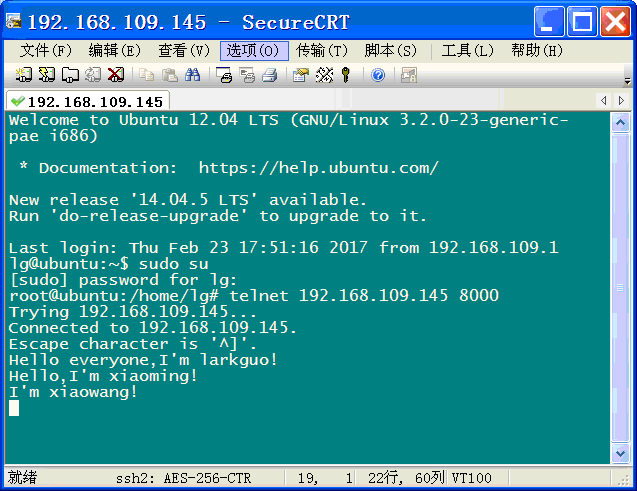 192.168.109.145 - SecureCRT
文件(F) 编辑(E) 查看(V) 选项(O) 传输(T) 脚本(S) 工具(L) 帮助(H)
192.168.109.145
Welcome to Ubuntu 12.04 LTS (GNU/Linux 3.2.0-23-generic-
pae i686)
* Documentation:  https://help.ubuntu.com/
New release '14.04.5 LTS' available.
Run 'do-release-upgrade' to upgrade to it.
Last login: Thu Feb 23 17:51:16 2017 from 192.168.109.1
lg@ubuntu:~$ sudo su
[sudo] password for lg:
root@ubuntu:/home/lg# telnet 192.168.109.145 8000
Trying 192.168.109.145...
Connected to 192.168.109.145.
Escape character is '^]'.
Hello everyone,I'm larkguo!
Hello,I'm xiaoming!
I'm xiaowang!
就绪 ssh2: AES-256-CTR 19, 1 22行, 60列 VT100